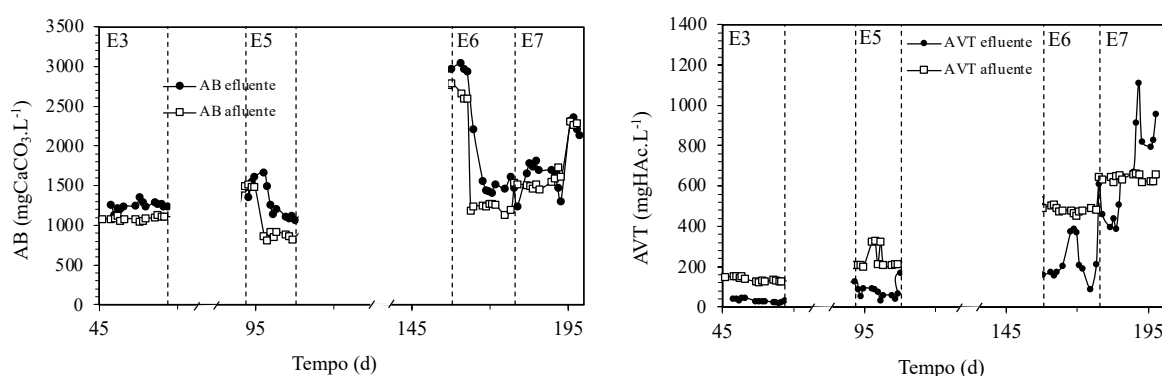 AB (mgCaCO₃.L⁻¹)
3500
3000
2500
2000
1500
1000
500
0
E3
E5
E6
E7
AB efluente
AB afluente
45
95
145
195
Tempo (d)
AVT (mgHAc.L⁻¹)
1400
1200
1000
800
600
400
200
0
E3
E5
E6
E7
AVT efluente
AVT afluente
45
95
145
195
Tempo (d)